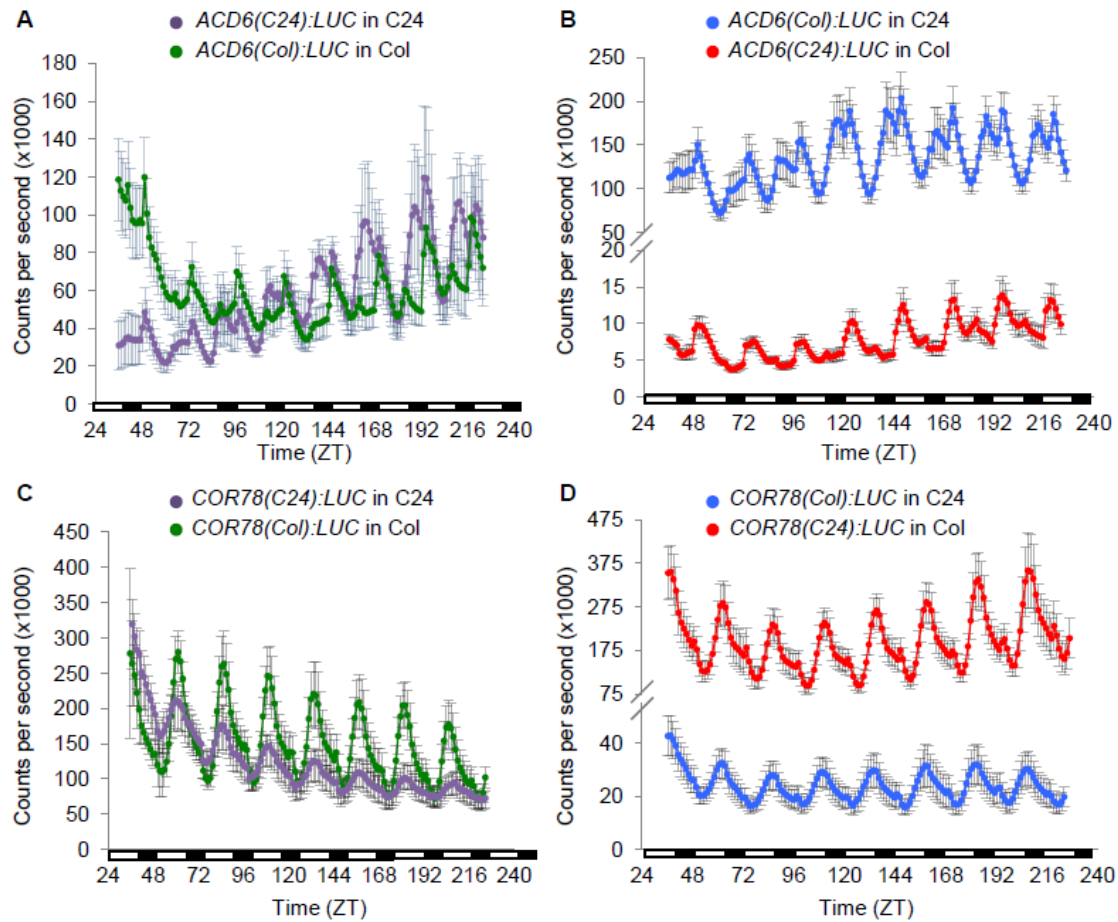 A
ACD6(C24):LUC in C24
ACD6(Col):LUC in Col
Counts per second (x1000)
180
160
140
120
100
80
60
40
20
0
24 48 72 96 120 144 168 192 216 240
Time (ZT)
B
ACD6(Col):LUC in C24
ACD6(C24):LUC in Col
Counts per second (x1000)
250
200
150
100
50
20
15
10
5
0
24 48 72 96 120 144 168 192 216 240
Time (ZT)
C
COR78(C24):LUC in C24
COR78(Col):LUC in Col
Counts per second (x1000)
450
400
350
300
250
200
150
100
50
0
24 48 72 96 120 144 168 192 216 240
Time (ZT)
D
COR78(Col):LUC in C24
COR78(C24):LUC in Col
Counts per second (x1000)
475
375
275
175
75
40
20
0
24 48 72 96 120 144 168 192 216 240
Time (ZT)